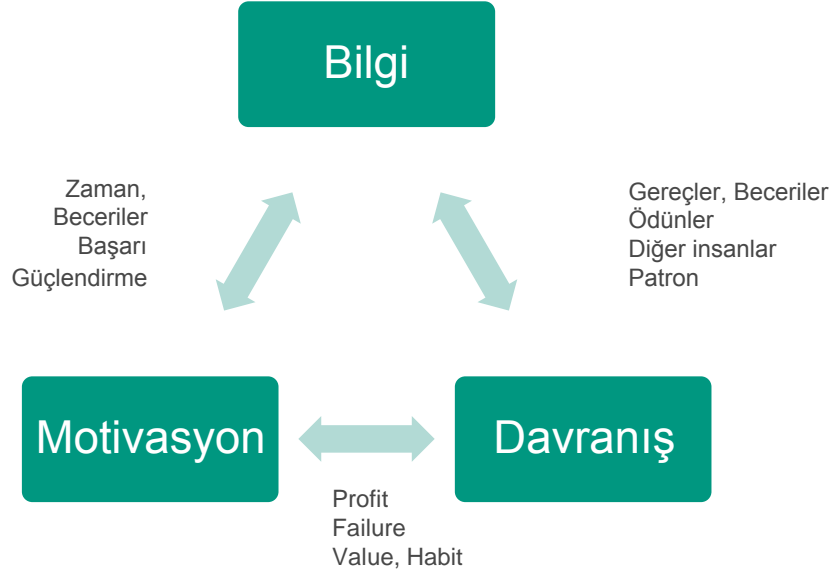 Bilgi
Zaman,
Beceriler
Başarı
Güçlendirme
Gereçler, Beceriler
Ödünler
Diğer insanlar
Patron
Motivasyon
Davranış
Profit
Failure
Value, Habit